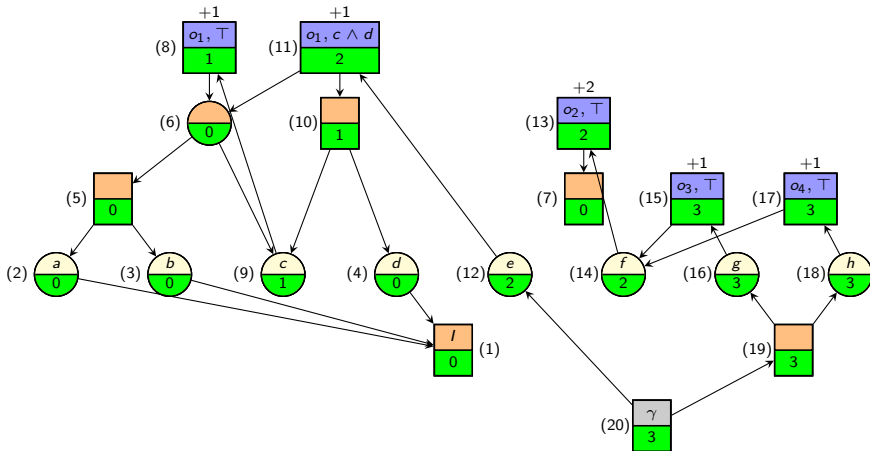 +1 +1
(8) o₁, ⊤ (11) o₁, c ∧ d
1 2
+2
(6) 0 (10) 1 (13) o₂, ⊤
2
+1 +1
(5) 0 (7) 0 (15) o₃, ⊤ (17) o₄, ⊤
3 3
(2) a (3) b (9) c (4) d (12) e (14) f (16) g (18) h
0 0 1 0 2 2 3 3
I (1) (19)
0 3
(20) γ
3